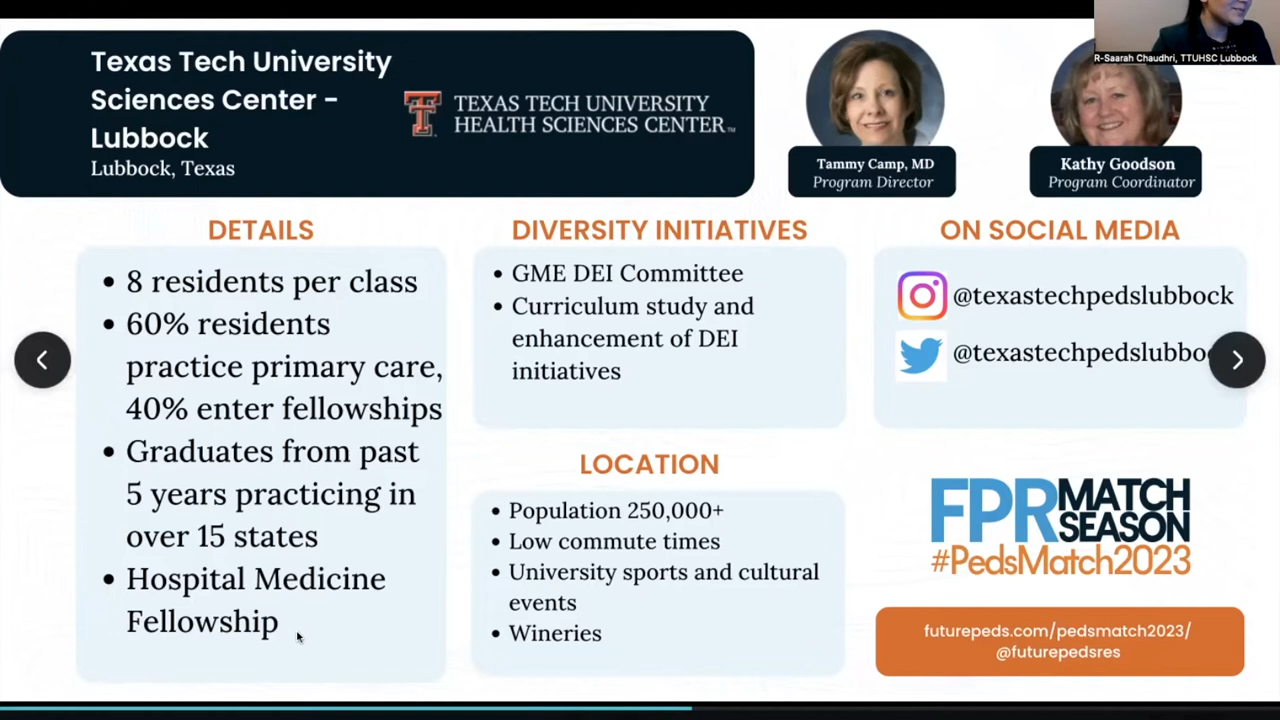 R-Saarah Chaudhri, TTUHSC Lubbock
Texas Tech University
Sciences Center -
Lubbock
Lubbock, Texas
TEXAS TECH UNIVERSITY
HEALTH SCIENCES CENTER™
Tammy Camp, MD
Program Director
Kathy Goodson
Program Coordinator
DETAILS
• 8 residents per class
• 60% residents
practice primary care,
40% enter fellowships
• Graduates from past
5 years practicing in
over 15 states
• Hospital Medicine
Fellowship
DIVERSITY INITIATIVES
• GME DEI Committee
• Curriculum study and
enhancement of DEI
initiatives
LOCATION
• Population 250,000+
• Low commute times
• University sports and cultural
events
• Wineries
ON SOCIAL MEDIA
@texastechpedslubbock
@texastechpedslubbo
FPR MATCH
SEASON
#PedsMatch2023
futurepeds.com/pedsmatch2023/
@futurepedsres